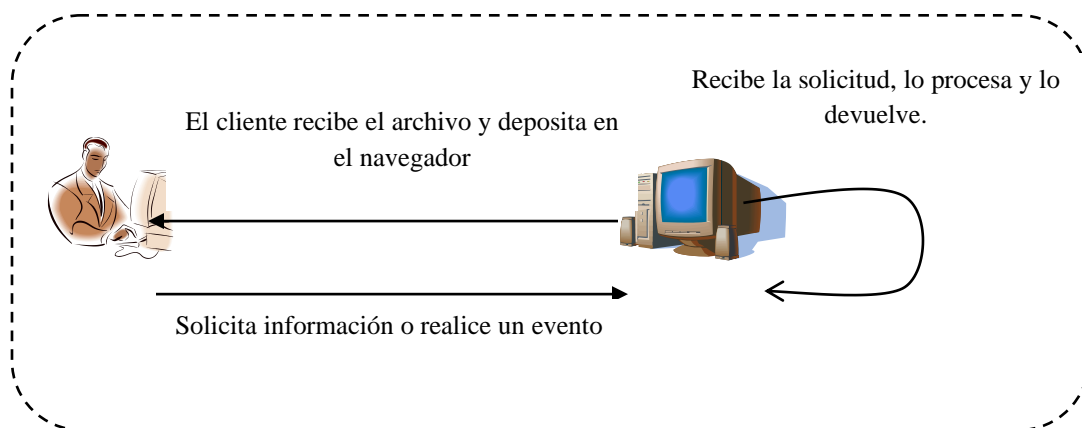 Recibe la solicitud, lo procesa y lo
devuelve.
El cliente recibe el archivo y deposita en
el navegador
Solicita información o realice un evento